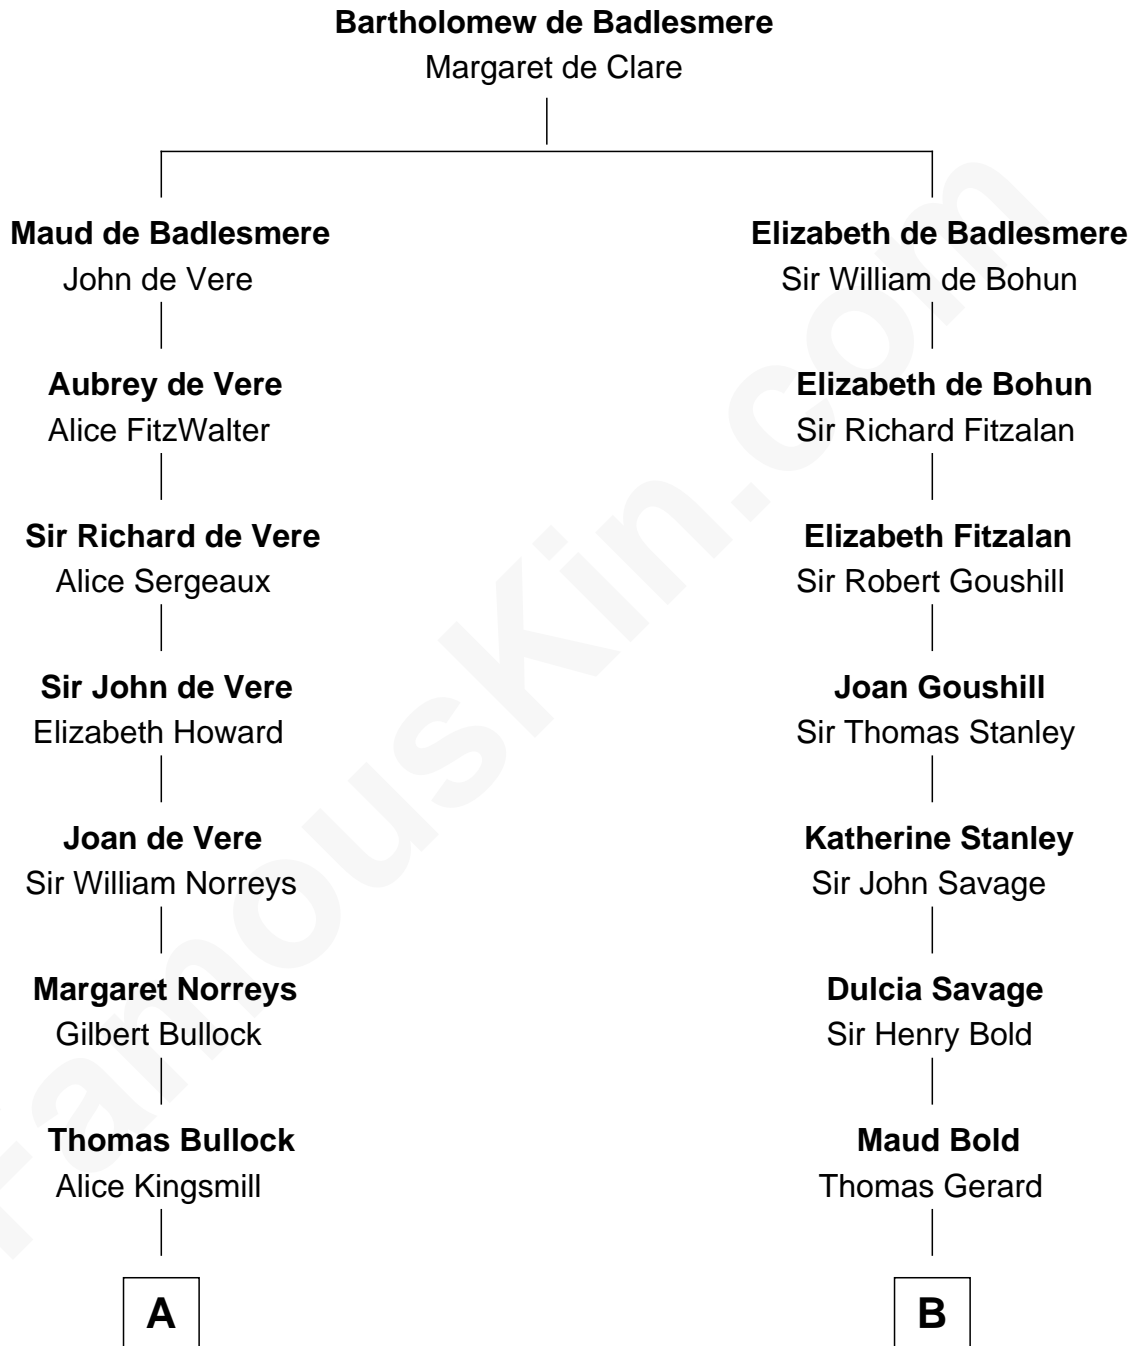 Bartholomew de Badlesmere
Margaret de Clare
Maud de Badlesmere
John de Vere
Elizabeth de Badlesmere
Sir William de Bohun
Aubrey de Vere
Alice FitzWalter
Elizabeth de Bohun
Sir Richard Fitzalan
Sir Richard de Vere
Alice Sergeaux
Elizabeth Fitzalan
Sir Robert Goushill
Sir John de Vere
Elizabeth Howard
Joan Goushill
Sir Thomas Stanley
Joan de Vere
Sir William Norreys
Katherine Stanley
Sir John Savage
Margaret Norreys
Gilbert Bullock
Dulcia Savage
Sir Henry Bold
Thomas Bullock
Alice Kingsmill
Maud Bold
Thomas Gerard
A
B
FamousKin.com